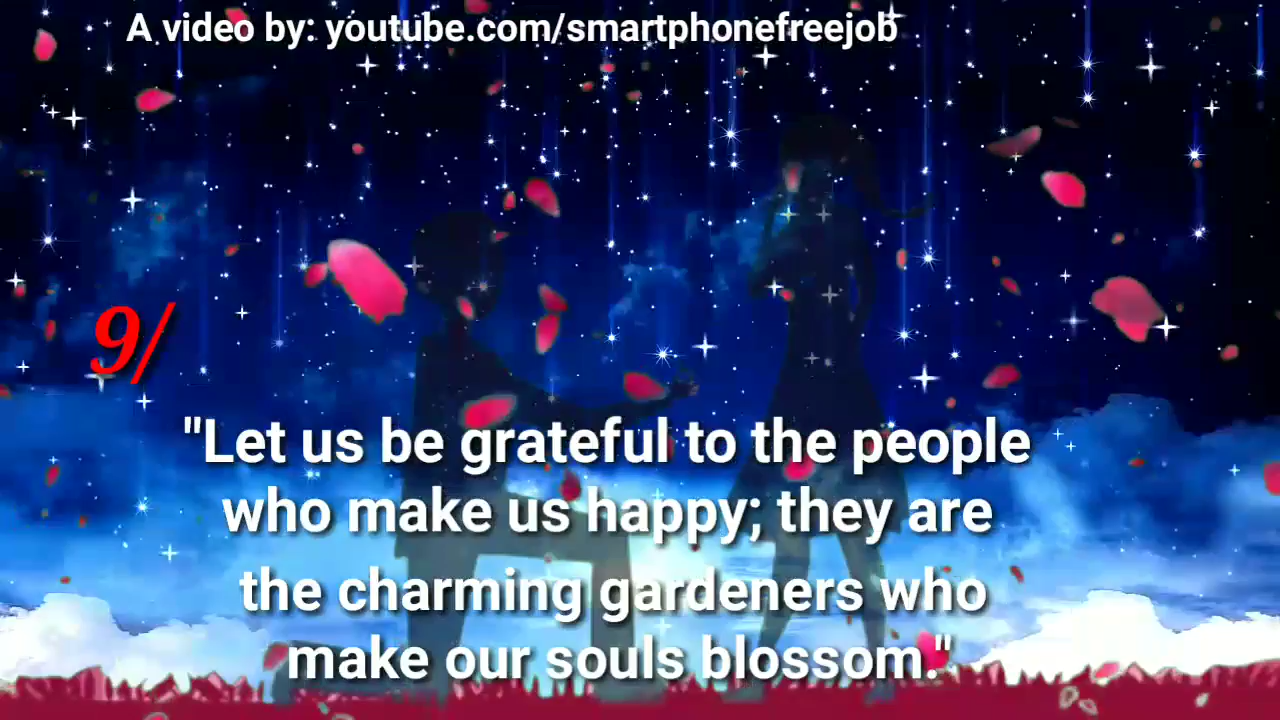 A video by: youtube.com/smartphonefreejob
9/
"Let us be grateful to the people
who make us happy; they are
the charming gardeners who
make our souls blossom."